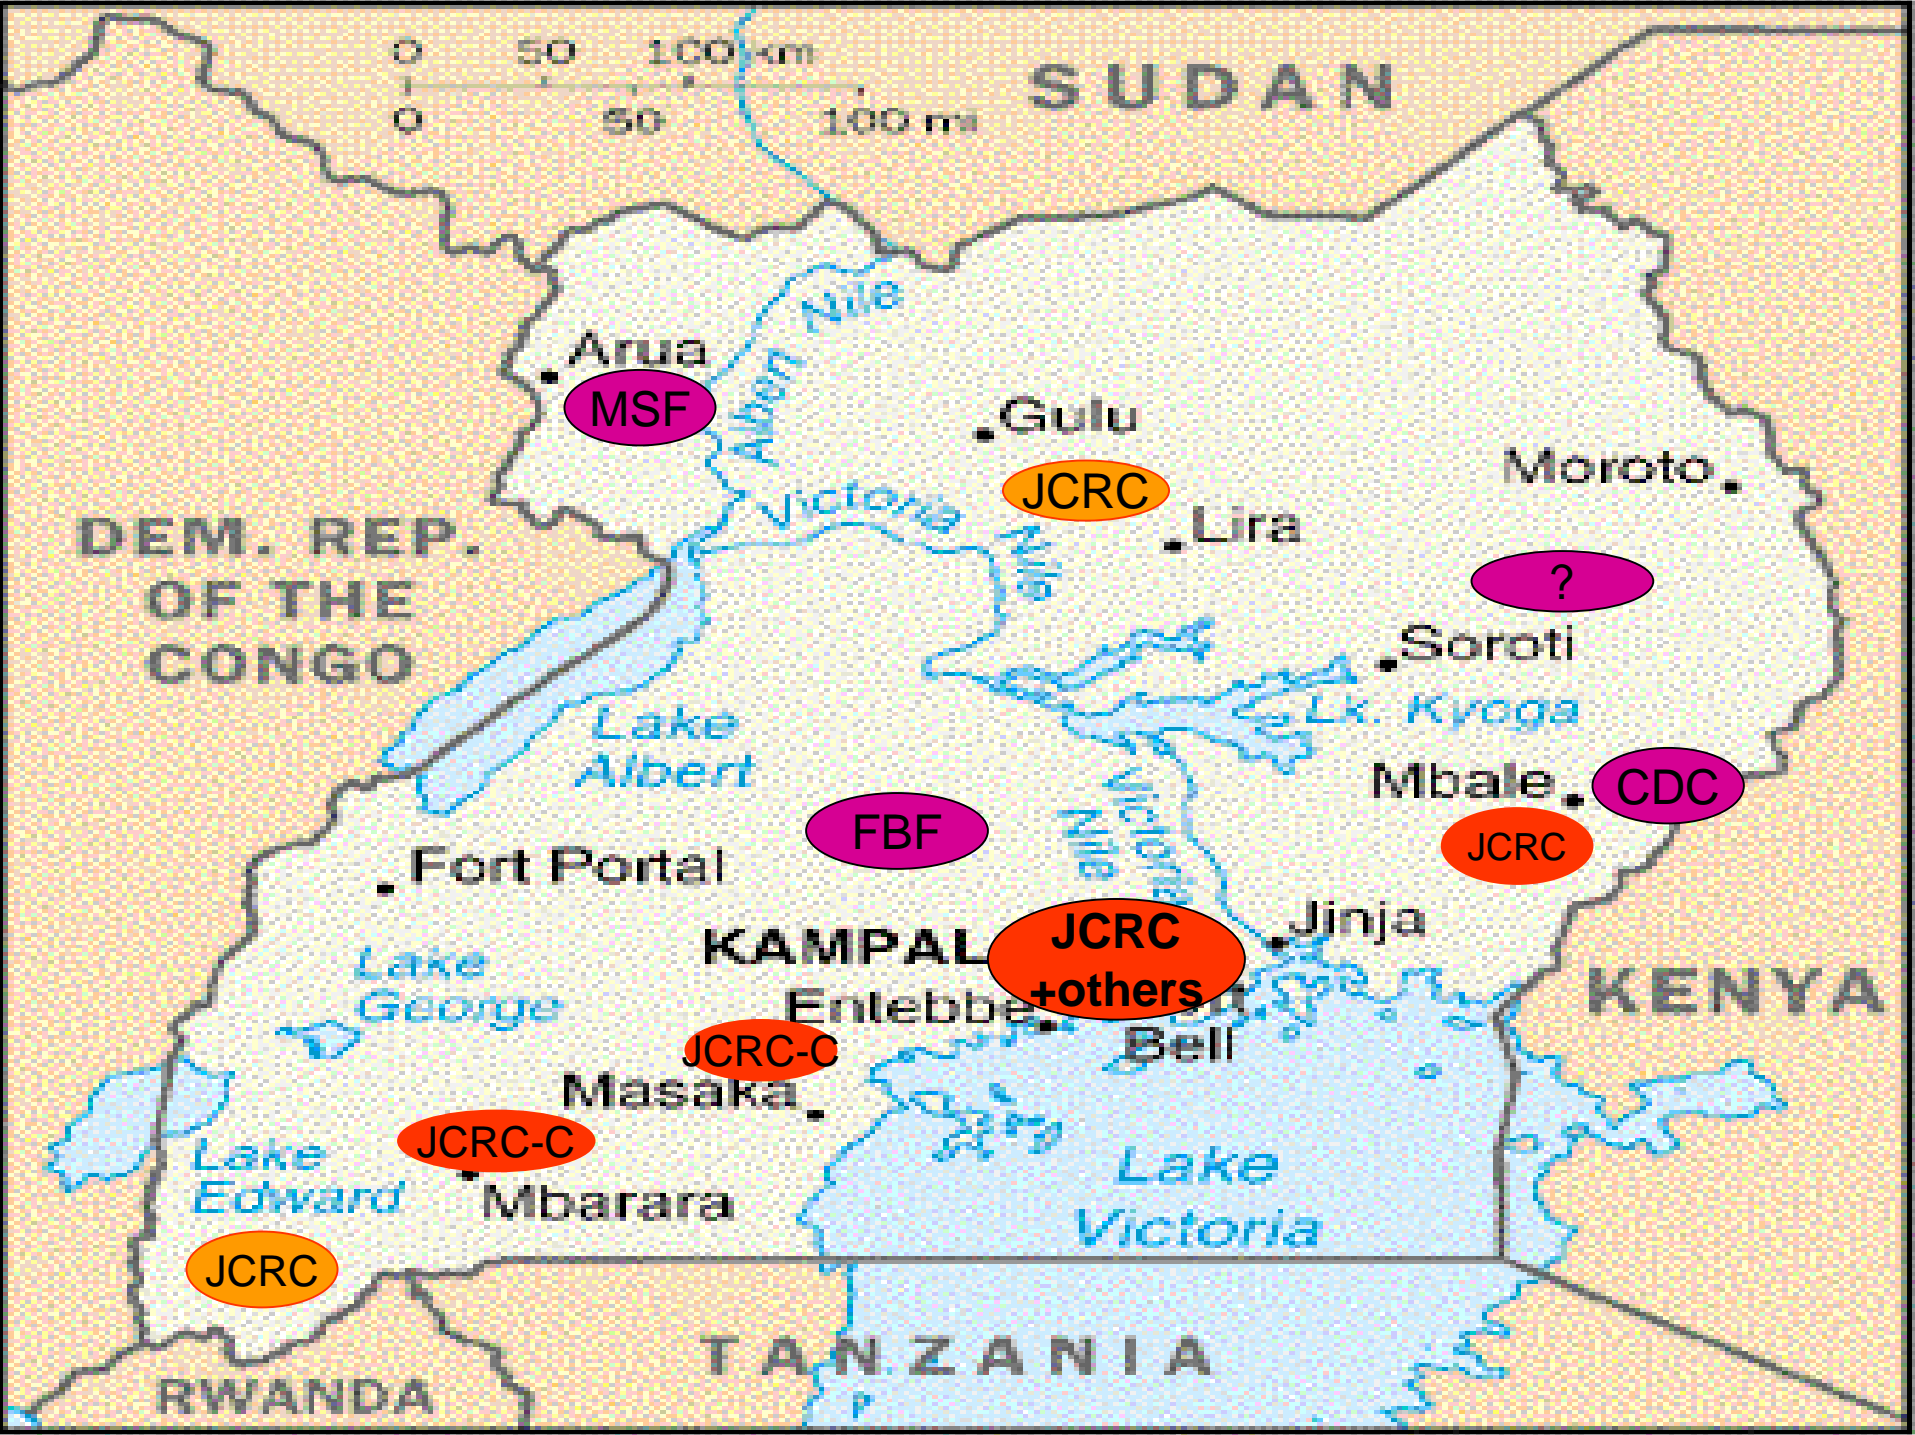 0 50 100 km
0 50 100 mi
SUDAN
Nile
Arua
MSF
Albert
Gulu
JCRC
Moroto
Victoria
Nile
Lira
DEM. REP.
OF THE
CONGO
?
Soroti
Lk. Kyoga
Lake
Albert
Mbale
CDC
Victoria
Nile
FBF
JCRC
Fort Portal
Jinja
KAMPAL
JCRC
+others
Lake
George
Entebbe
KENYA
Bell
JCRC-C
Masaka
JCRC-C
Lake
Edward
Mbarara
Lake
Victoria
JCRC
TANZANIA
RWANDA